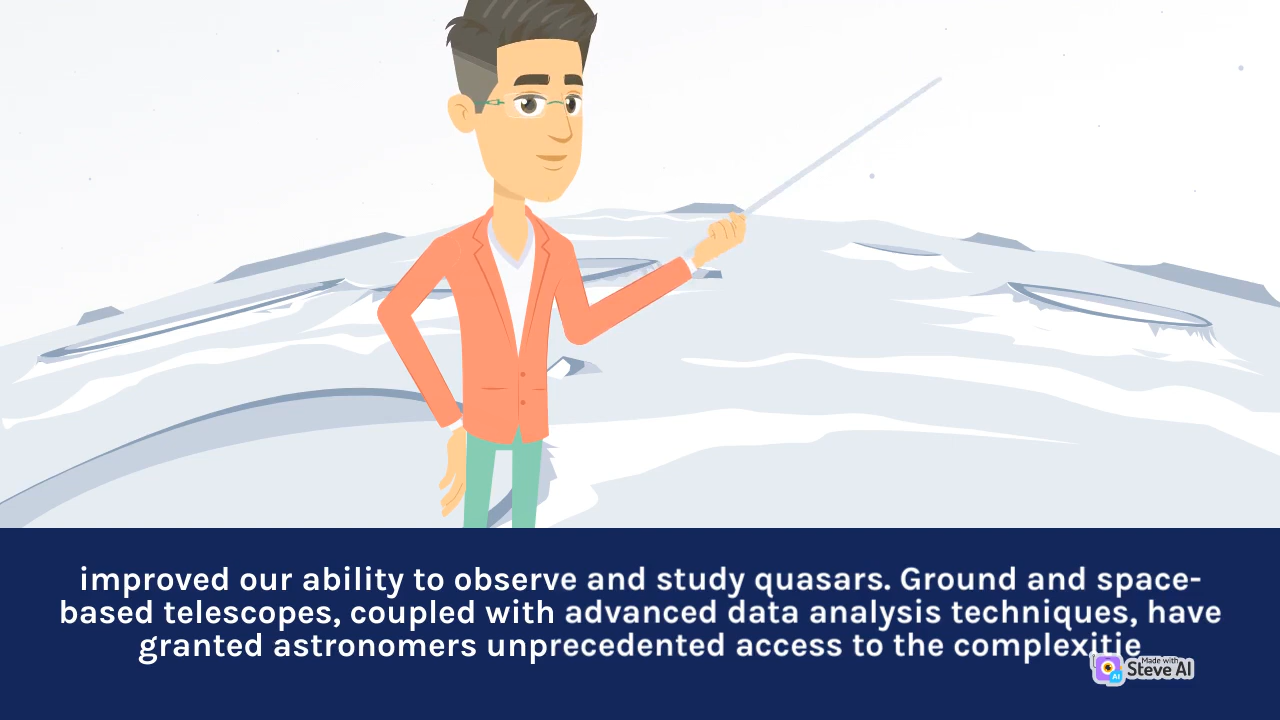 improved our ability to observe and study quasars. Ground and space-
based telescopes, coupled with advanced data analysis techniques, have
granted astronomers unprecedented access to the complexitie
Made with
Steve AI
AI